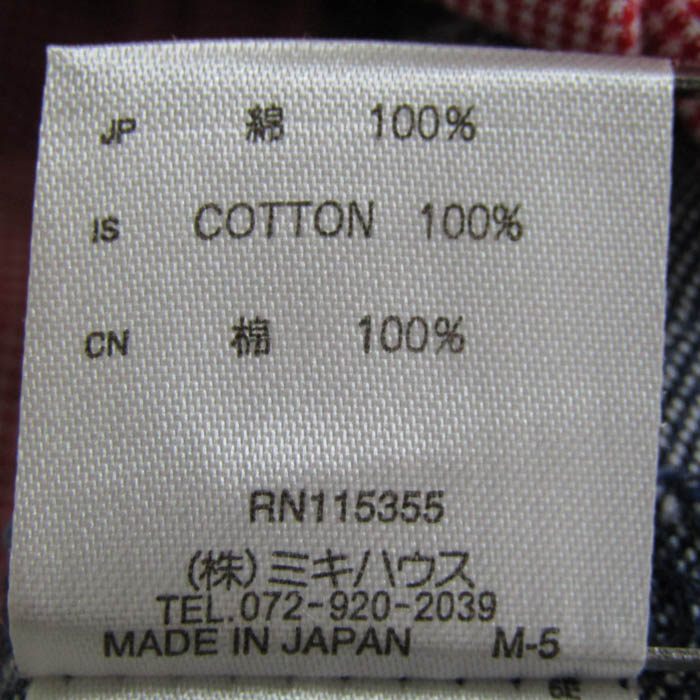 JP 綿 100%
IS COTTON 100%
CN 棉 100%
RN115355
(株)ミキハウス
TEL.072-920-2039
MADE IN JAPAN M-5